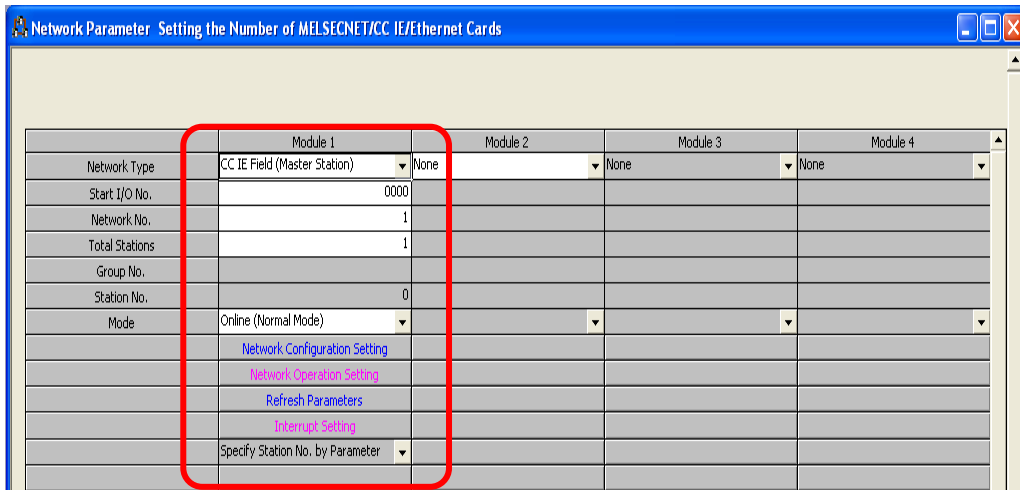 Network Parameter  Setting the Number of MELSECNET/CC IE/Ethernet Cards
Module 1 Module 2 Module 3 Module 4
Network Type CC IE Field (Master Station) None None None
Start I/O No. 0000
Network No. 1
Total Stations 1
Group No.
Station No. 0
Mode Online (Normal Mode)
Network Configuration Setting
Network Operation Setting
Refresh Parameters
Interrupt Setting
Specify Station No. by Parameter